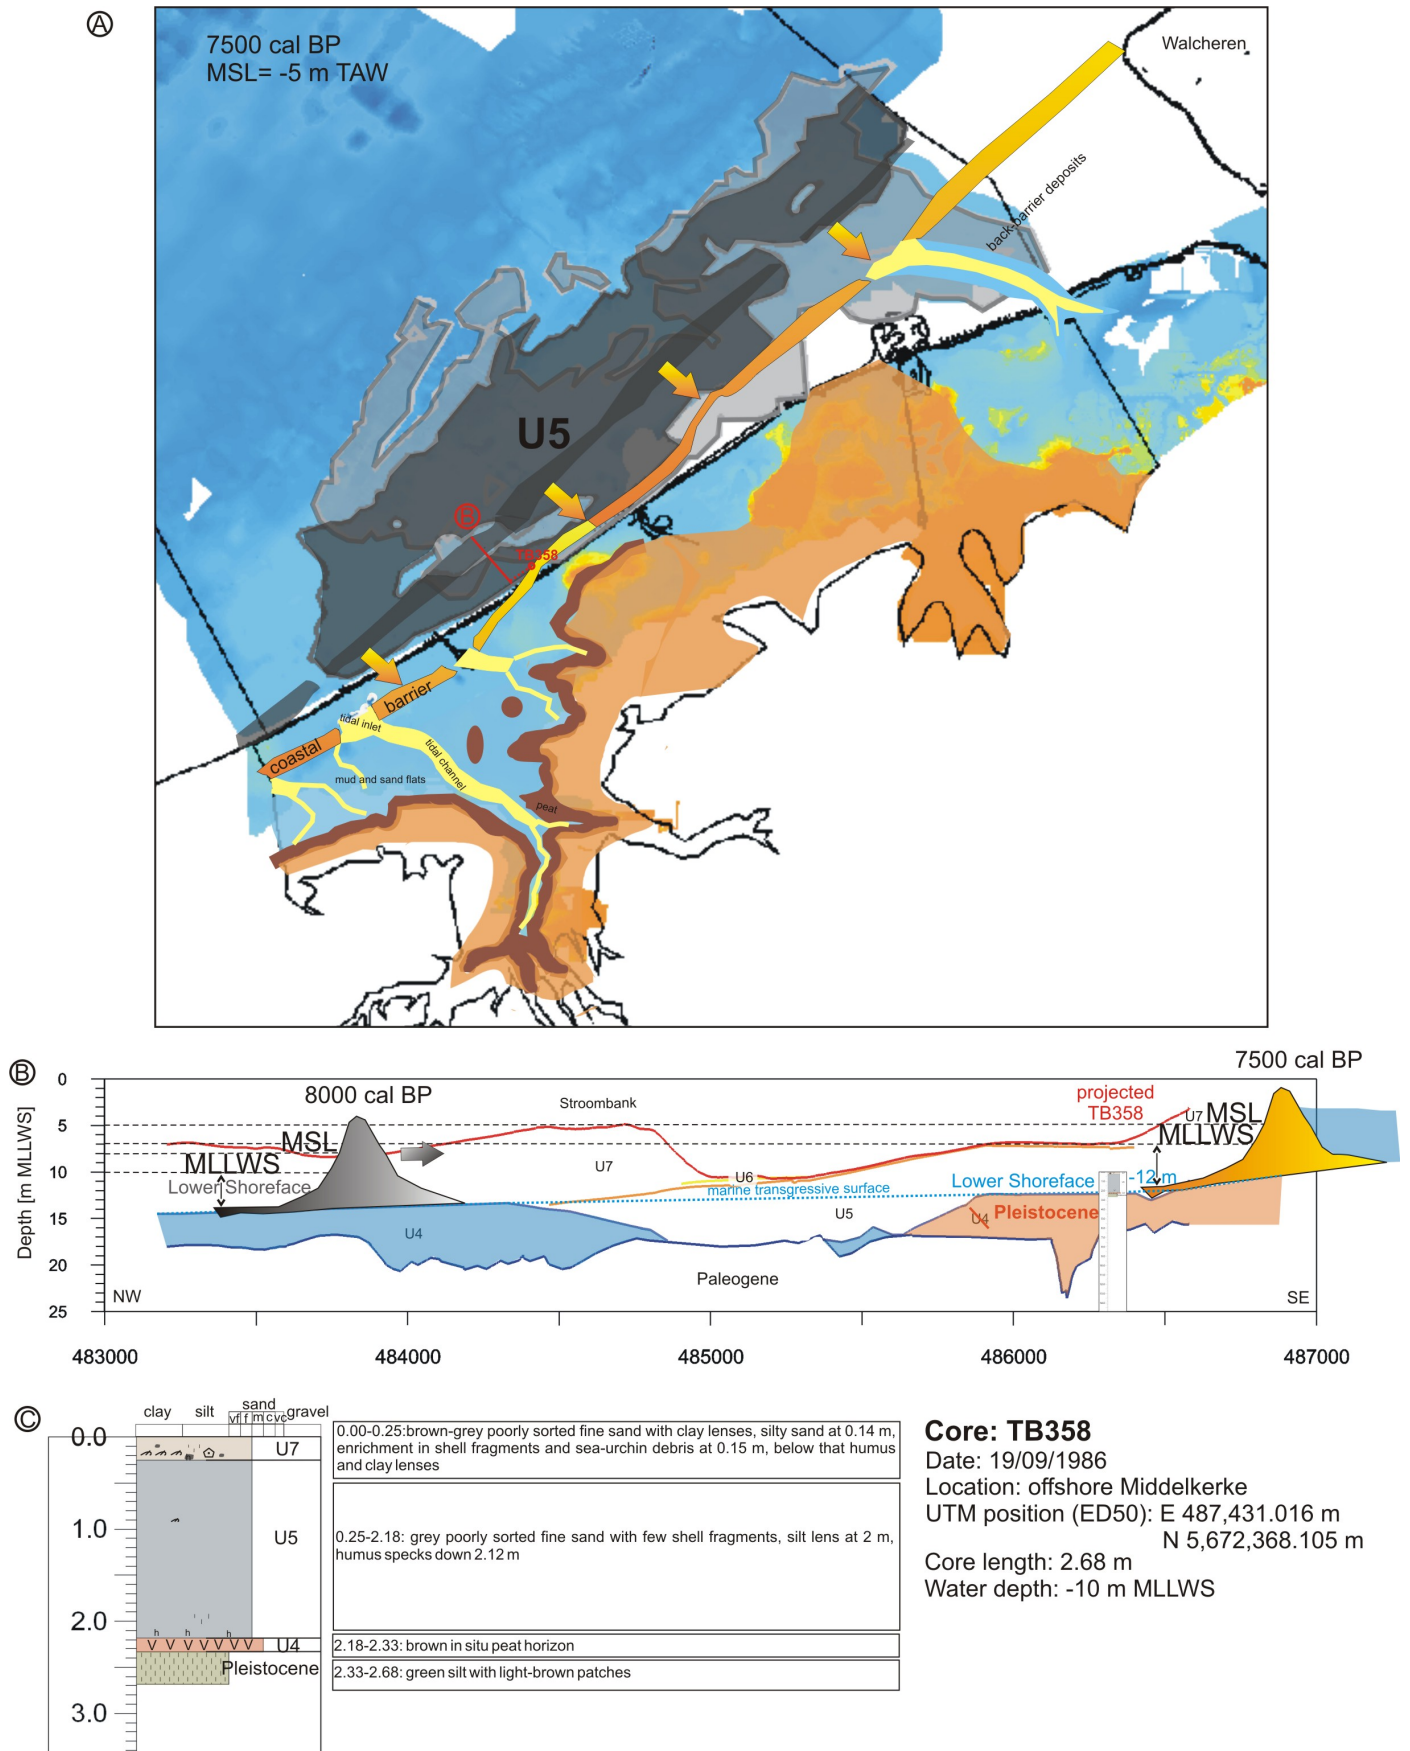 A
7500 cal BP
MSL= -5 m TAW
Walcheren
back-barrier deposits
U5
B
TB358
barrier
tidal inlet
coastal
tidal channel
mud and sand flats
peat
B
7500 cal BP
8000 cal BP
projected
TB358
Stroombank
Depth [m MLLWS]
0
5
10
15
20
25
MSL
MLLWS
Lower Shoreface
U7
MSL
MLLWS
U7
U6
marine transgressive surface
Lower Shoreface
-12 m
U5
U4
U4
Pleistocene
Paleogene
NW
SE
483000
484000
485000
486000
487000
C
clay
silt
sand
vf f m c vc
gravel
0.0
1.0
2.0
3.0
U7
U5
h h h
V V V V V V V
U4
Pleistocene
0.00-0.25:brown-grey poorly sorted fine sand with clay lenses, silty sand at 0.14 m,
enrichment in shell fragments and sea-urchin debris at 0.15 m, below that humus
and clay lenses
0.25-2.18: grey poorly sorted fine sand with few shell fragments, silt lens at 2 m,
humus specks down 2.12 m
2.18-2.33: brown in situ peat horizon
2.33-2.68: green silt with light-brown patches
Core: TB358
Date: 19/09/1986
Location: offshore Middelkerke
UTM position (ED50): E 487,431.016 m
N 5,672,368.105 m
Core length: 2.68 m
Water depth: -10 m MLLWS